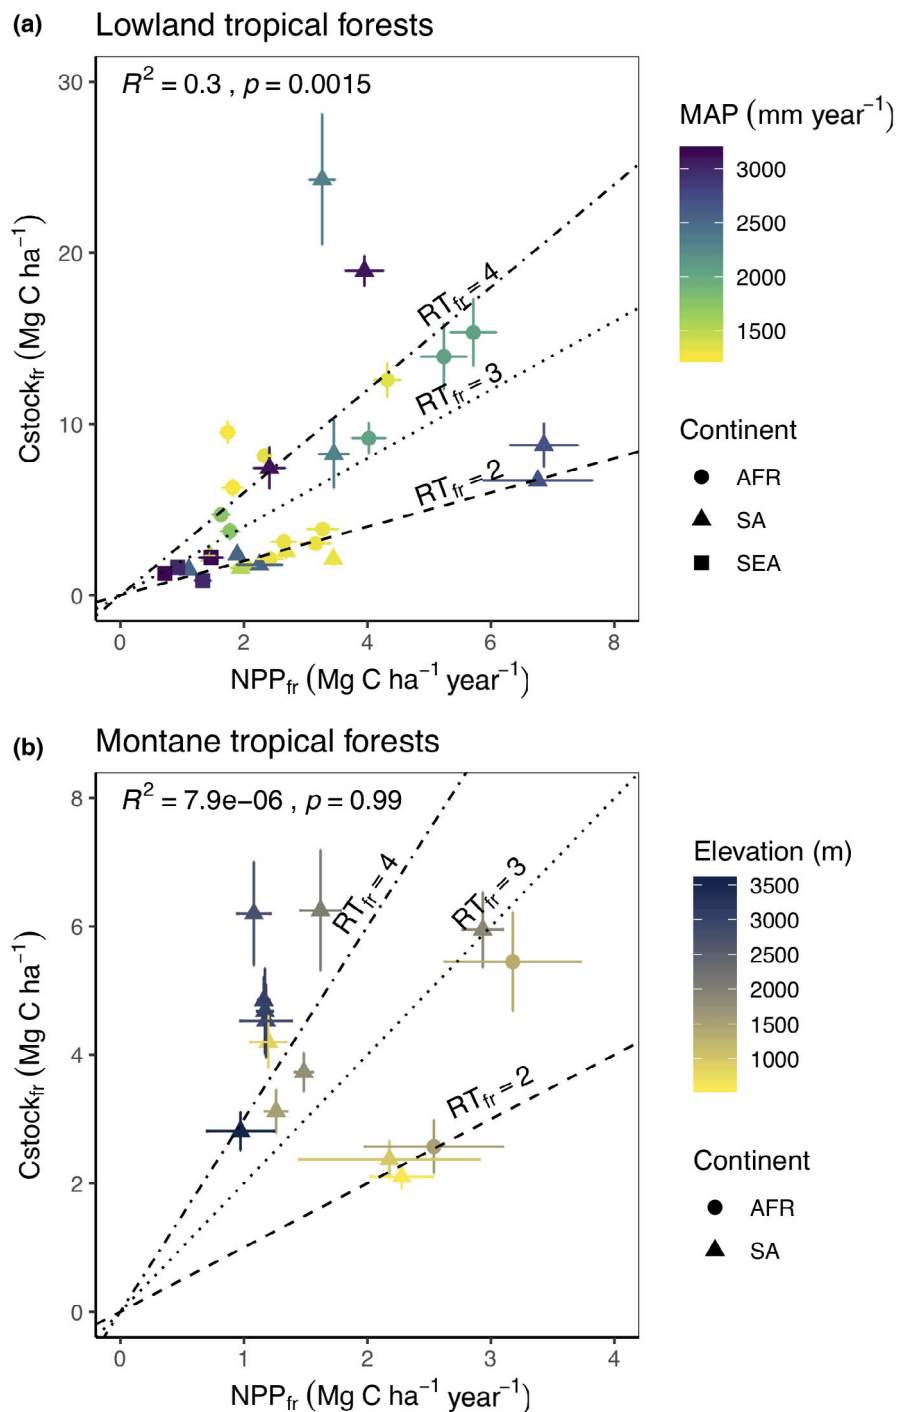 (a) Lowland tropical forests
R² = 0.3 , p = 0.0015
30
20
10
0
Cstock_fr (Mg C ha⁻¹)
RT_fr = 4
RT_fr = 3
RT_fr = 2
0 2 4 6 8
NPP_fr (Mg C ha⁻¹ year⁻¹)
MAP (mm year⁻¹)
3000
2500
2000
1500
Continent
AFR
SA
SEA
(b) Montane tropical forests
R² = 7.9e−06 , p = 0.99
8
6
4
2
0
Cstock_fr (Mg C ha⁻¹)
RT_fr = 4
RT_fr = 3
RT_fr = 2
0 1 2 3 4
NPP_fr (Mg C ha⁻¹ year⁻¹)
Elevation (m)
3500
3000
2500
2000
1500
1000
Continent
AFR
SA